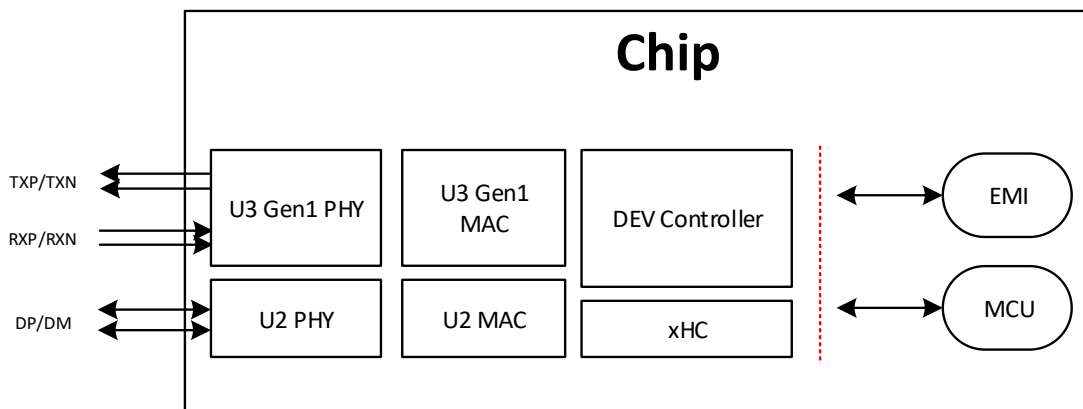 Chip
TXP/TXN
RXP/RXN
DP/DM
U3 Gen1 PHY
U2 PHY
U3 Gen1
MAC
U2 MAC
DEV Controller
xHC
EMI
MCU